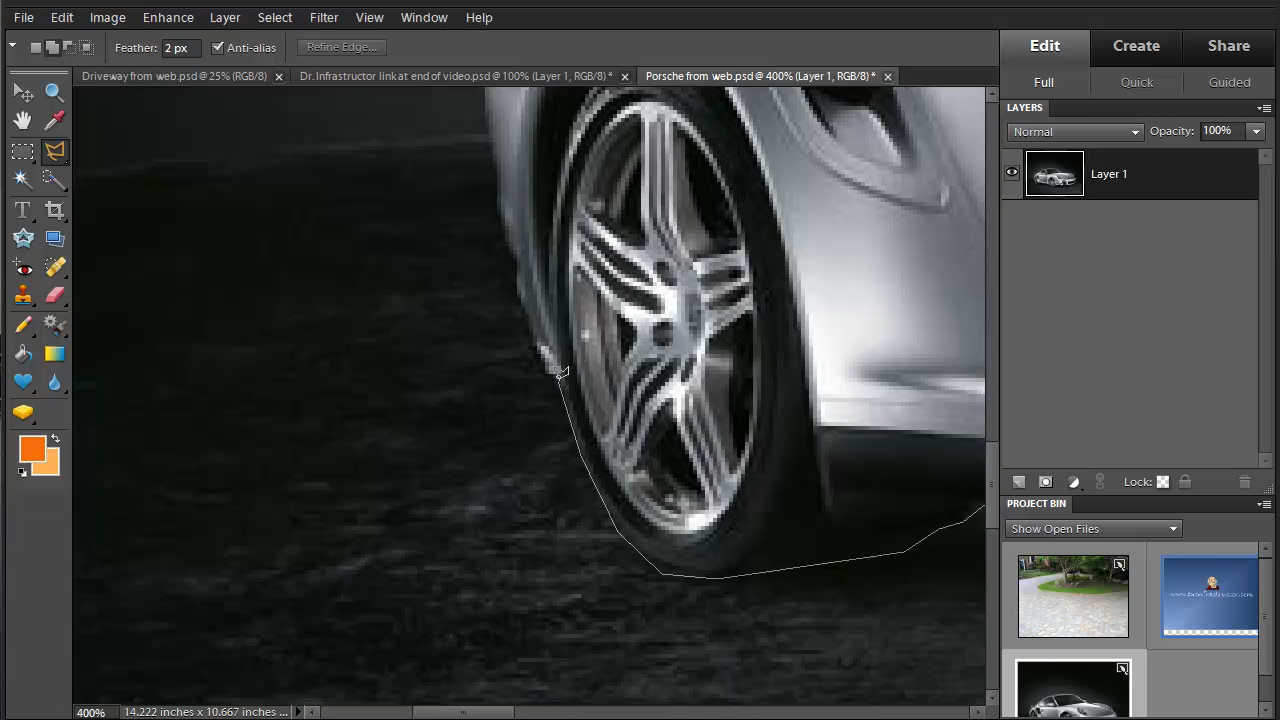 File Edit Image Enhance Layer Select Filter View Window Help
Feather: 2 px Anti-alias Refine Edge...
Edit Create Share
Driveway from web.psd @ 25% (RGB/8) Dr. Infrastructor link at end of video.psd @ 100% (Layer 1, RGB/8) * Porsche from web.psd @ 400% (Layer 1, RGB/8) *
Full Quick Guided
LAYERS
Normal Opacity: 100%
Layer 1
Lock:
PROJECT BIN
Show Open Files
400% 14.222 inches x 10.667 inches ...